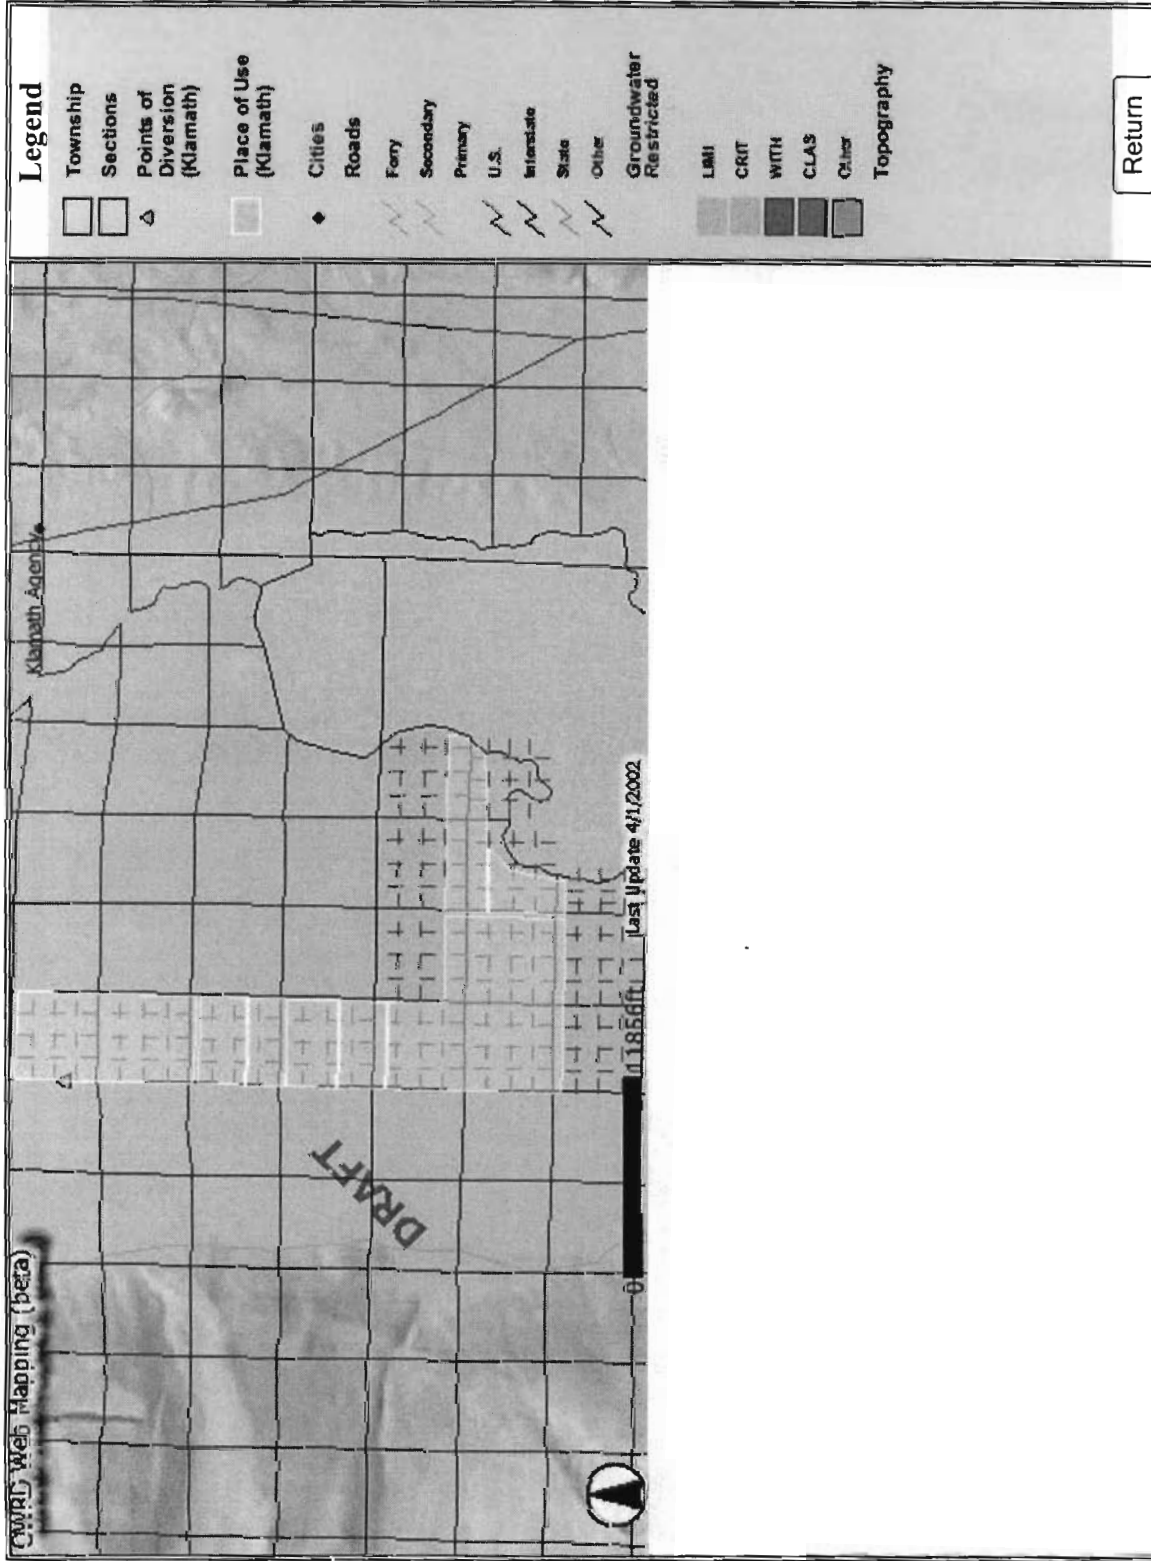 OWRD Web Mapping (beta)
Klamath Agency
DRAFT
0
11856ft
Last Update 4/1/2002
Legend
Township
Sections
Points of
Diversion
(Klamath)
Place of Use
(Klamath)
Cities
Roads
Ferry
Secondary
Primary
U.S.
Interstate
State
Other
Groundwater
Restricted
LIMI
CRIT
WITH
CLAS
Other
Topography
Return